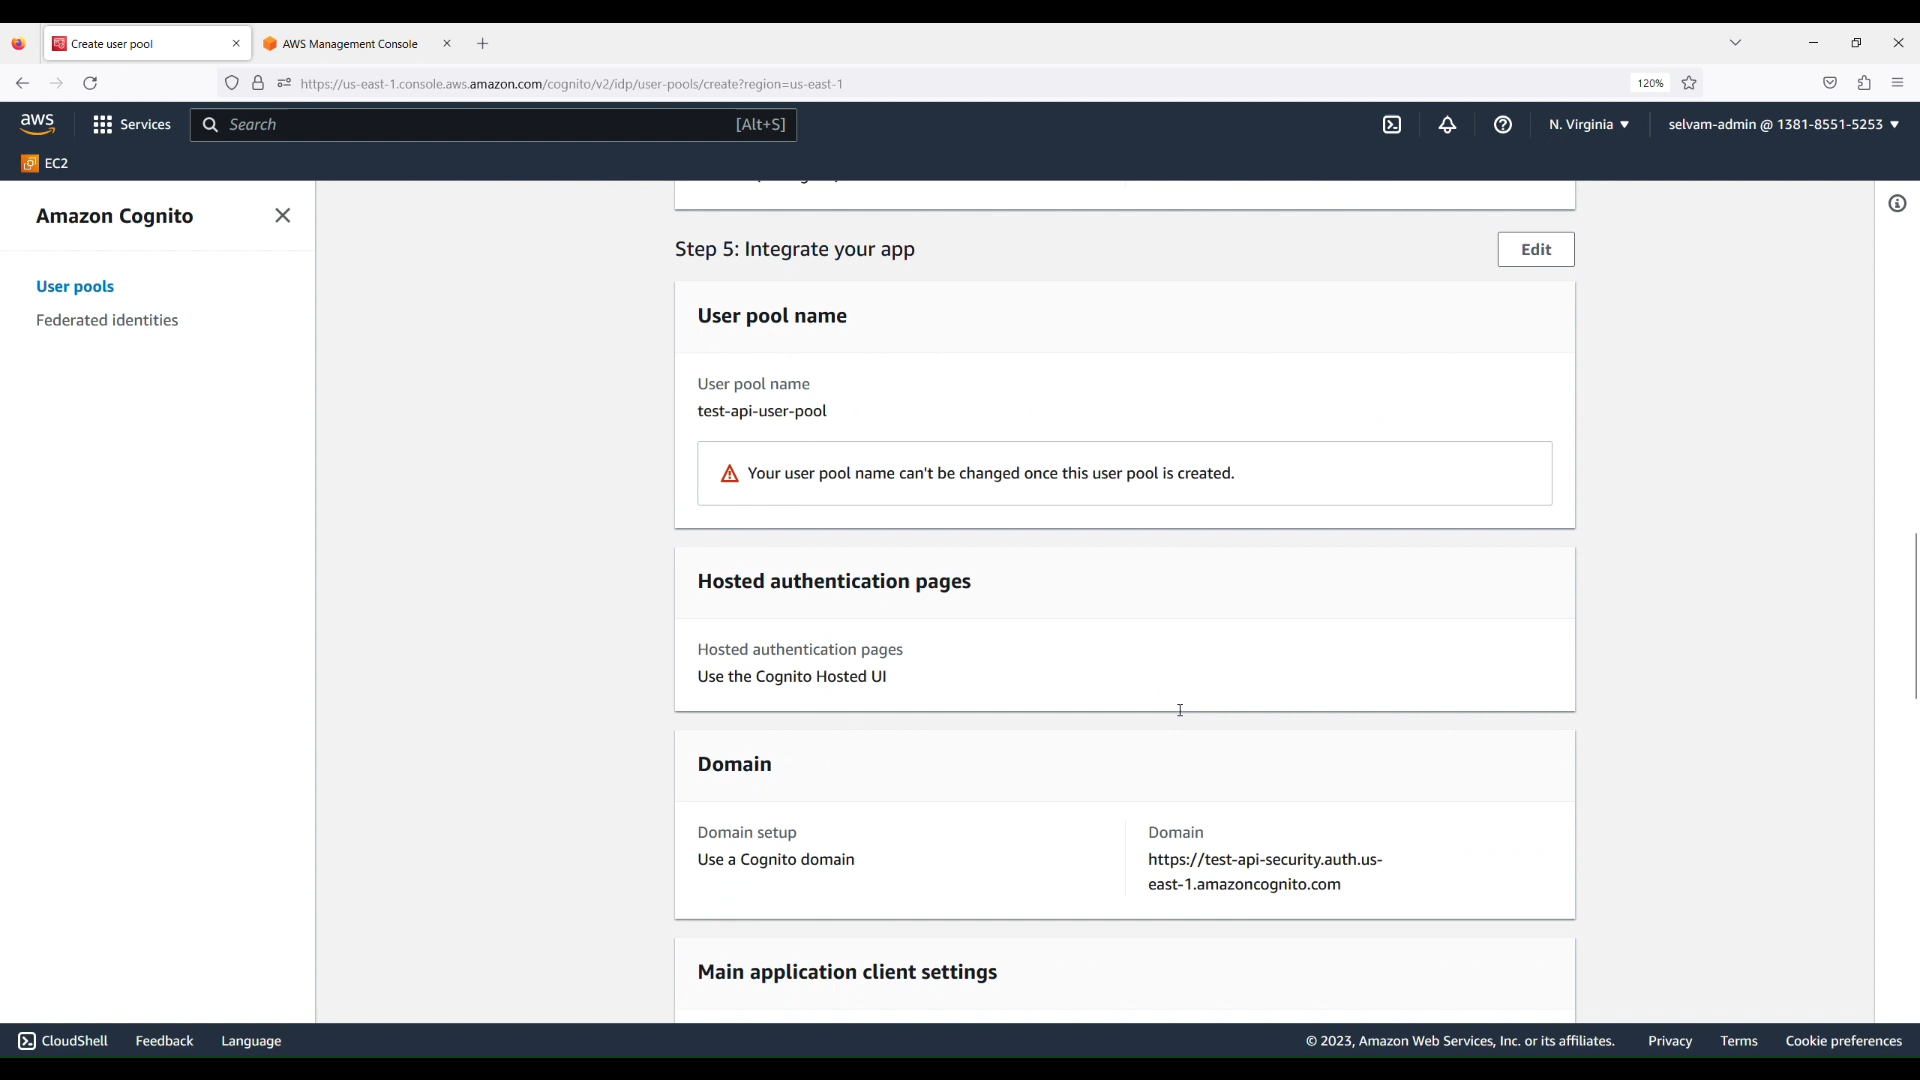 Create user pool
AWS Management Console
https://us-east-1.console.aws.amazon.com/cognito/v2/idp/user-pools/create?region=us-east-1
120%
aws
Services
Search
[Alt+S]
N. Virginia
selvam-admin @ 1381-8551-5253
EC2
Amazon Cognito
User pools
Federated identities
Step 5: Integrate your app
Edit
User pool name
User pool name
test-api-user-pool
Your user pool name can't be changed once this user pool is created.
Hosted authentication pages
Hosted authentication pages
Use the Cognito Hosted UI
Domain
Domain setup
Use a Cognito domain
Domain
https://test-api-security.auth.us-
east-1.amazoncognito.com
Main application client settings
CloudShell
Feedback
Language
© 2023, Amazon Web Services, Inc. or its affiliates.
Privacy
Terms
Cookie preferences